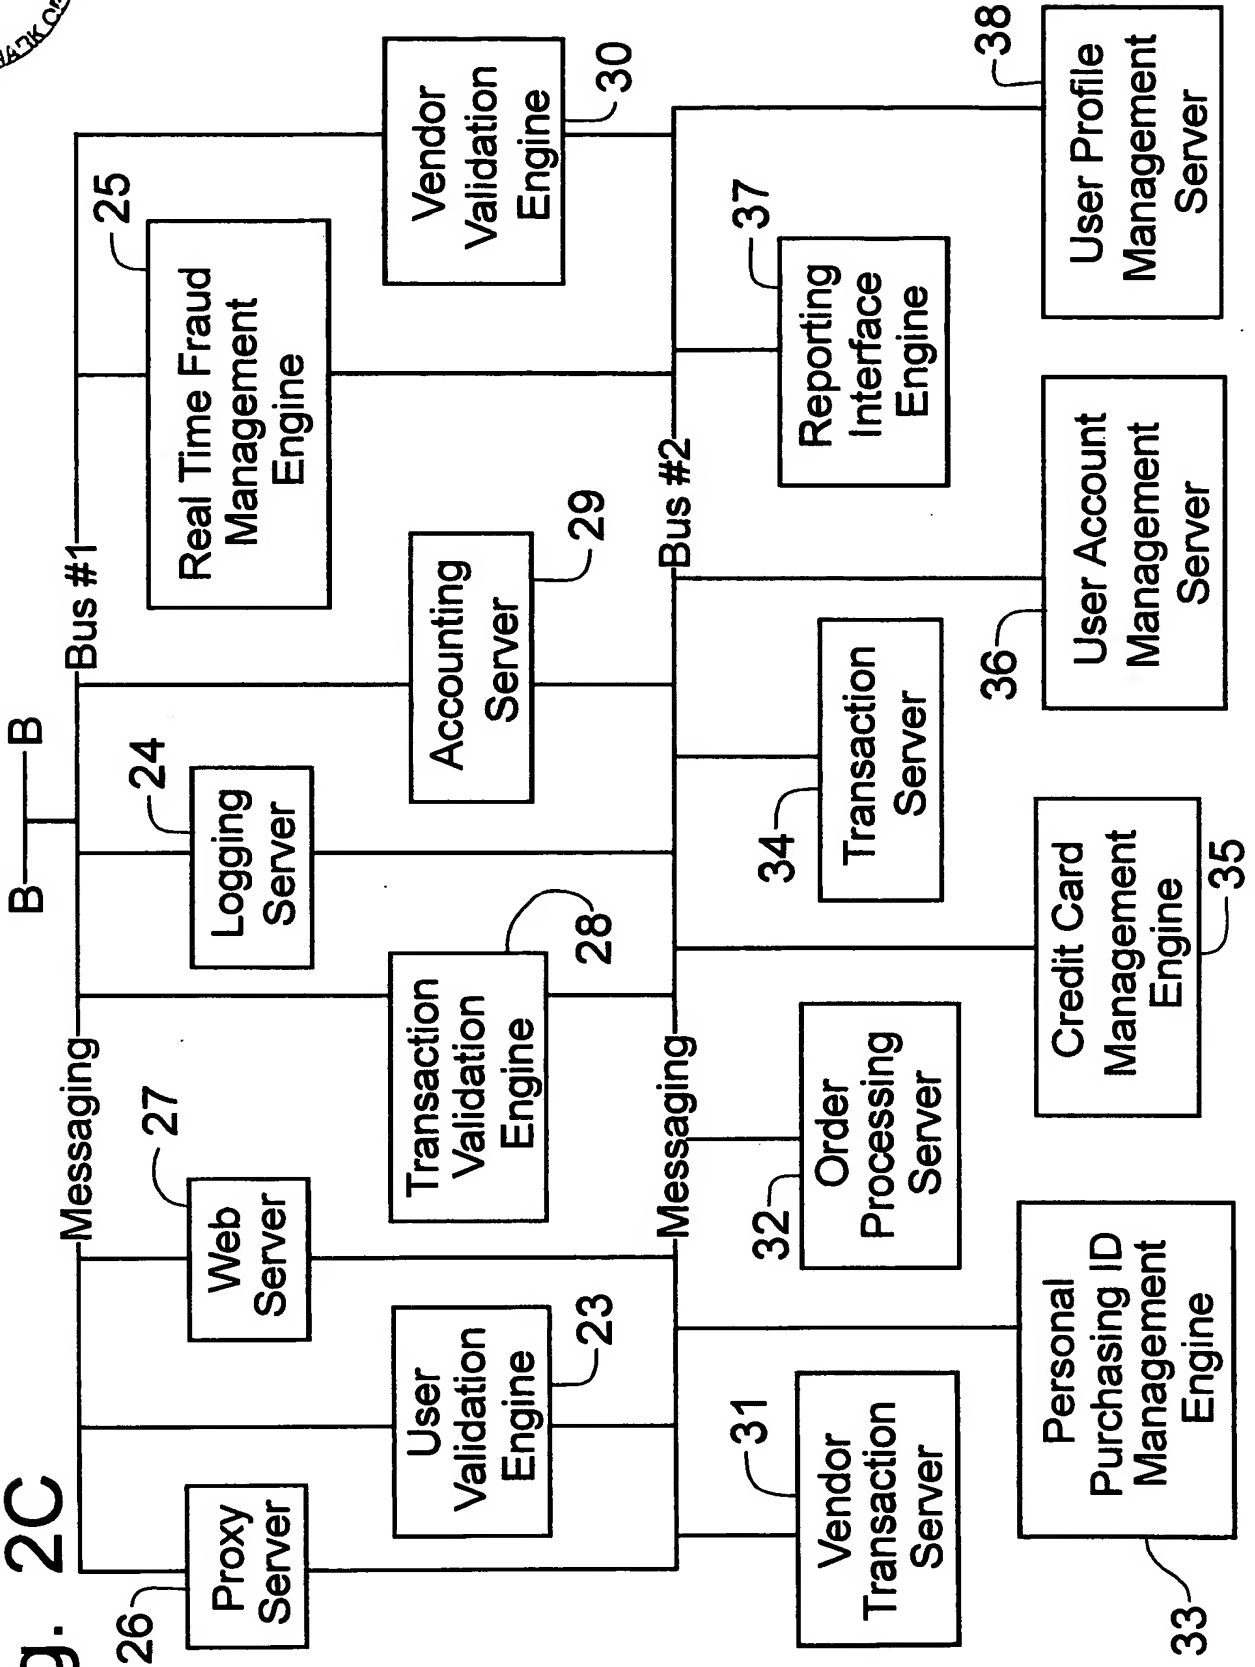 g. 2C
B
B
Messaging
Bus #1
26
Proxy
Server
27
Web
Server
24
Logging
Server
25
Real Time Fraud
Management
Engine
User
Validation
Engine
23
Transaction
Validation
Engine
28
Accounting
Server
29
Vendor
Validation
Engine
30
Messaging
Bus #2
31
Vendor
Transaction
Server
32
Order
Processing
Server
34
Transaction
Server
37
Reporting
Interface
Engine
33
Personal
Purchasing ID
Management
Engine
Credit Card
Management
Engine
35
36
User Account
Management
Server
38
User Profile
Management
Server